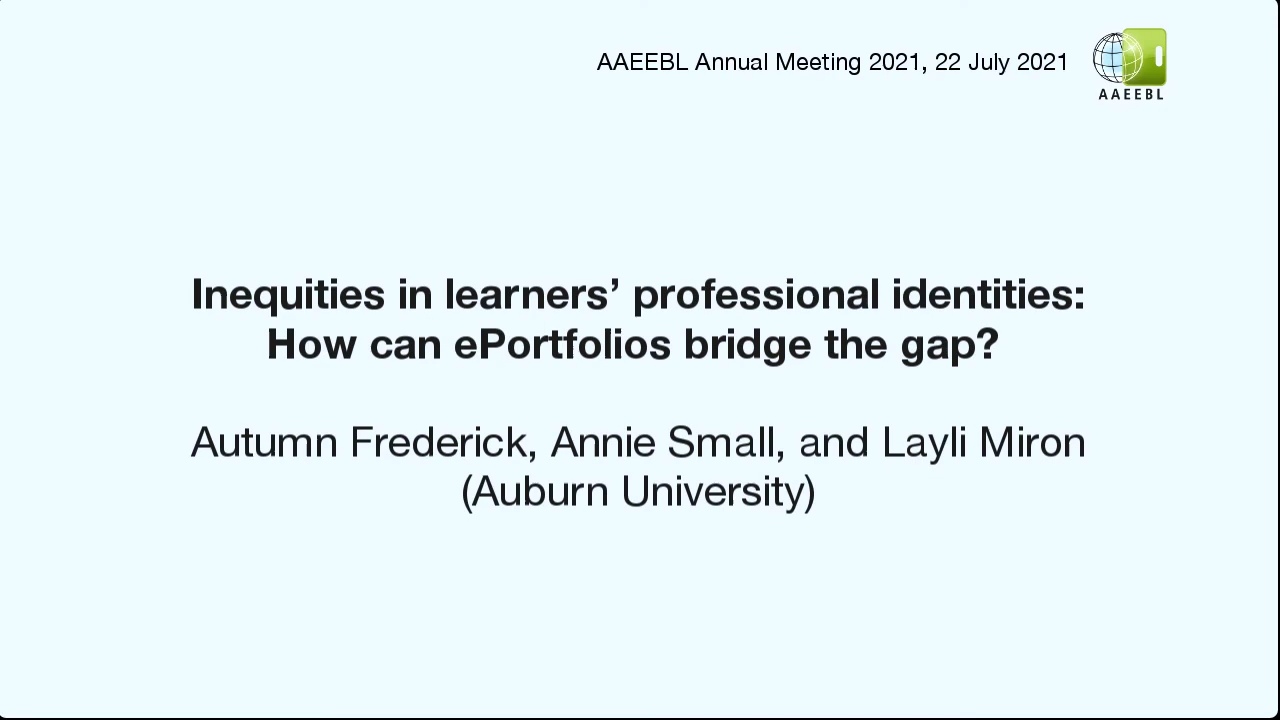 AAEEBL Annual Meeting 2021, 22 July 2021
AAEEBL
Inequities in learners’ professional identities:
How can ePortfolios bridge the gap?
Autumn Frederick, Annie Small, and Layli Miron
(Auburn University)